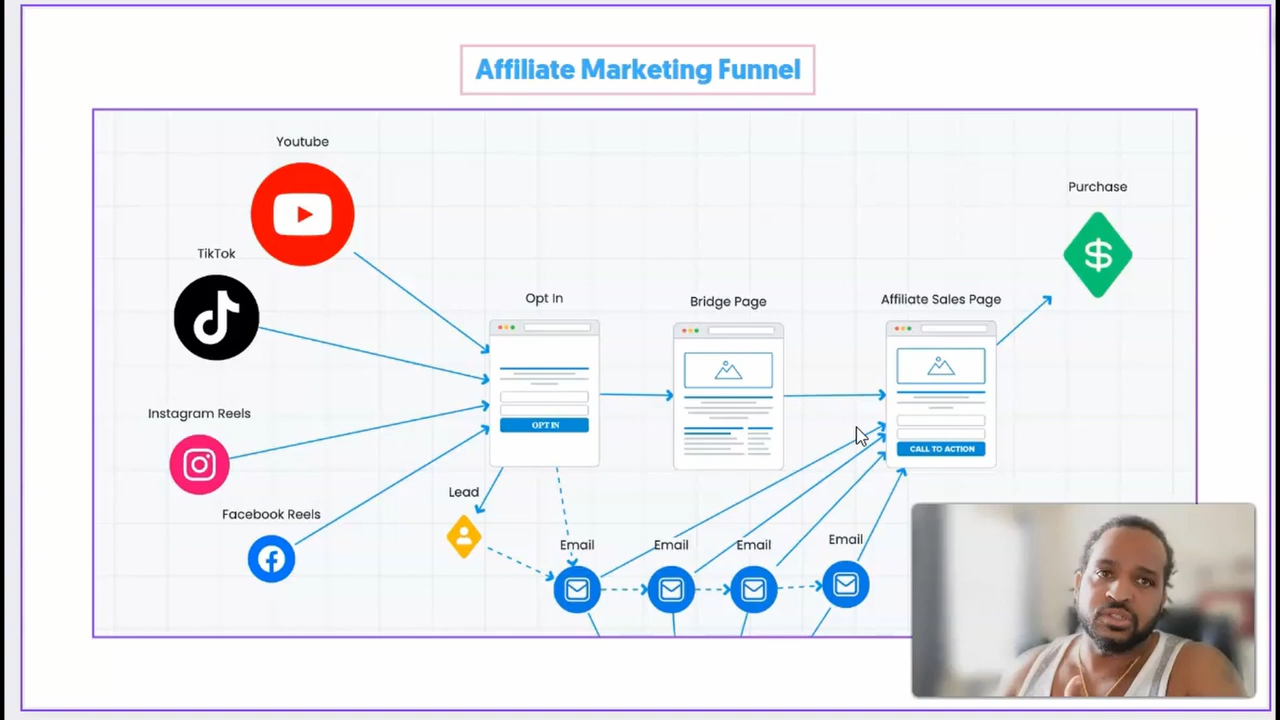 Affiliate Marketing Funnel
Youtube
TikTok
Instagram Reels
Facebook Reels
Opt In
OPT IN
Bridge Page
Affiliate Sales Page
CALL TO ACTION
Purchase
$
Lead
Email
Email
Email
Email